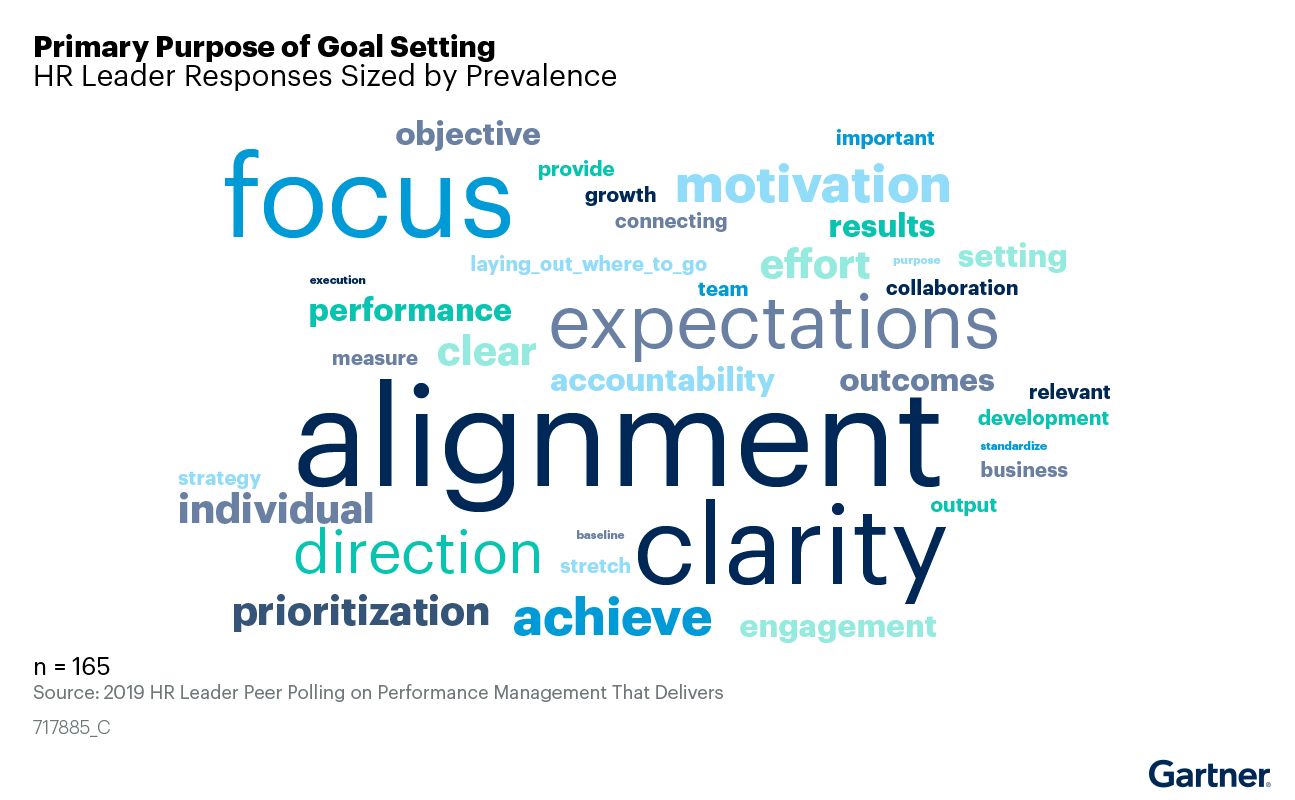 Primary Purpose of Goal Setting
HR Leader Responses Sized by Prevalence
objective
important
focus
provide
motivation
growth
connecting
results
laying_out_where_to_go
effort
purpose
setting
execution
team
collaboration
performance
expectations
measure
clear
accountability
outcomes
relevant
alignment
development
standardize
business
strategy
individual
output
direction
baseline
clarity
stretch
prioritization
achieve
engagement
n = 165
Source: 2019 HR Leader Peer Polling on Performance Management That Delivers
717885_C
Gartner®